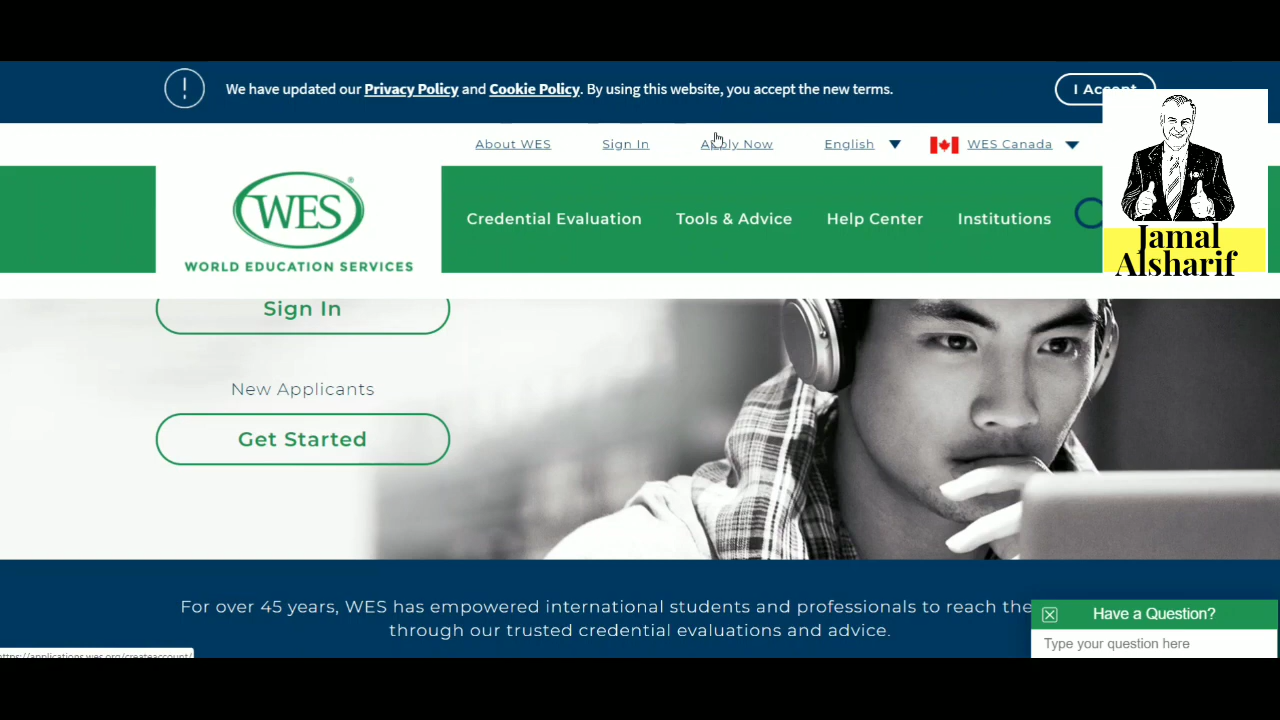 We have updated our Privacy Policy and Cookie Policy. By using this website, you accept the new terms.
I Accept
About WES
Sign In
Apply Now
English
WES Canada
WES
®
WORLD EDUCATION SERVICES
Credential Evaluation
Tools & Advice
Help Center
Institutions
Jamal
Alsharif
Sign In
New Applicants
Get Started
For over 45 years, WES has empowered international students and professionals to reach the
through our trusted credential evaluations and advice.
Have a Question?
Type your question here
https://applications.wes.org/createaccount/